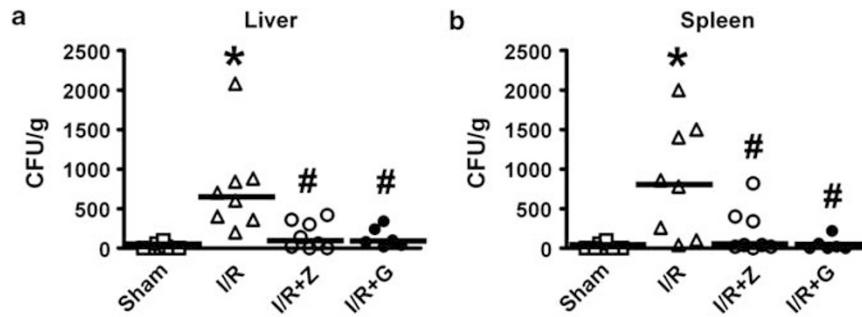 a Liver
CFU/g
2500
2000
1500
1000
500
0
*
#
#
Sham
I/R
I/R+Z
I/R+G
b Spleen
CFU/g
2500
2000
1500
1000
500
0
*
#
#
Sham
I/R
I/R+Z
I/R+G